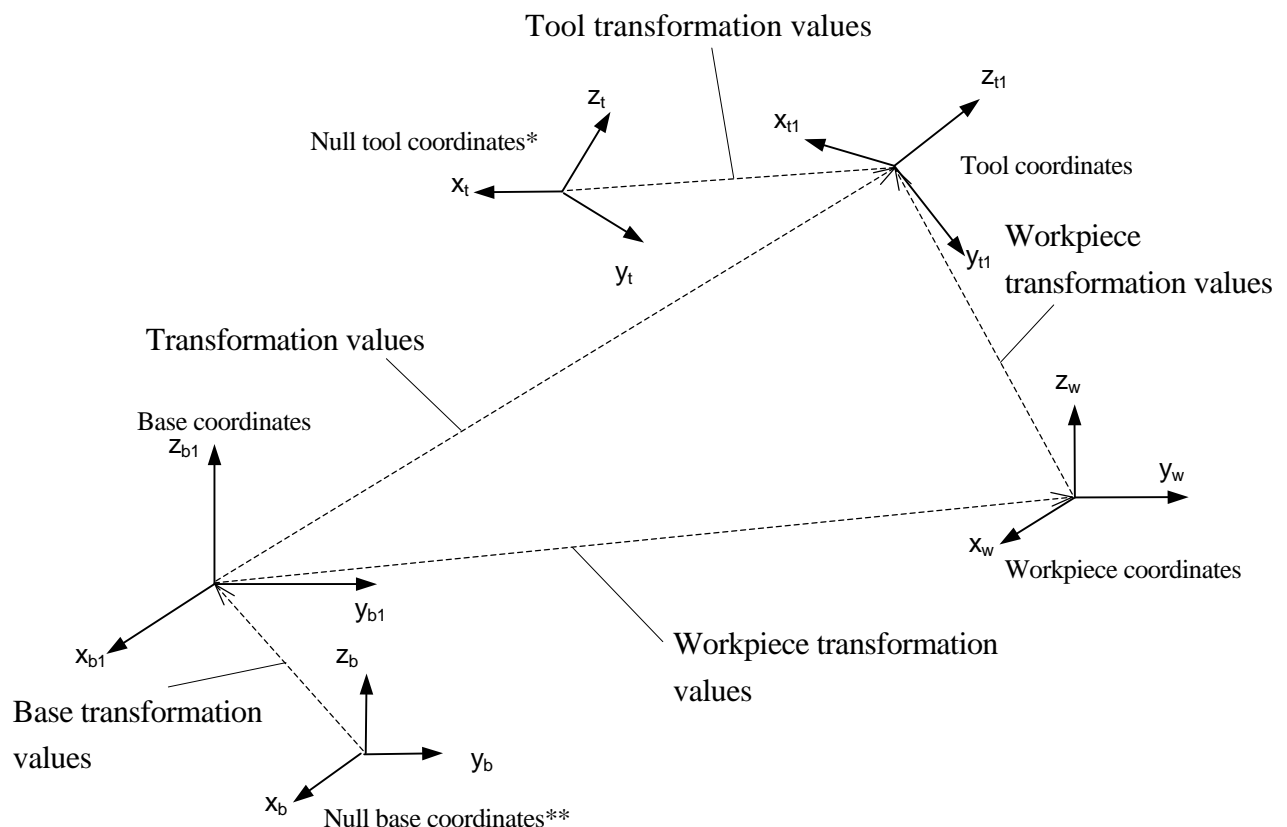 Tool transformation values
z_t1
z_t
x_t1
Null tool coordinates*
Tool coordinates
x_t
Workpiece
transformation values
y_t1
y_t
Transformation values
z_w
Base coordinates
z_b1
y_w
x_w
Workpiece coordinates
y_b1
x_b1
Workpiece transformation
values
z_b
Base transformation
values
y_b
x_b
Null base coordinates**